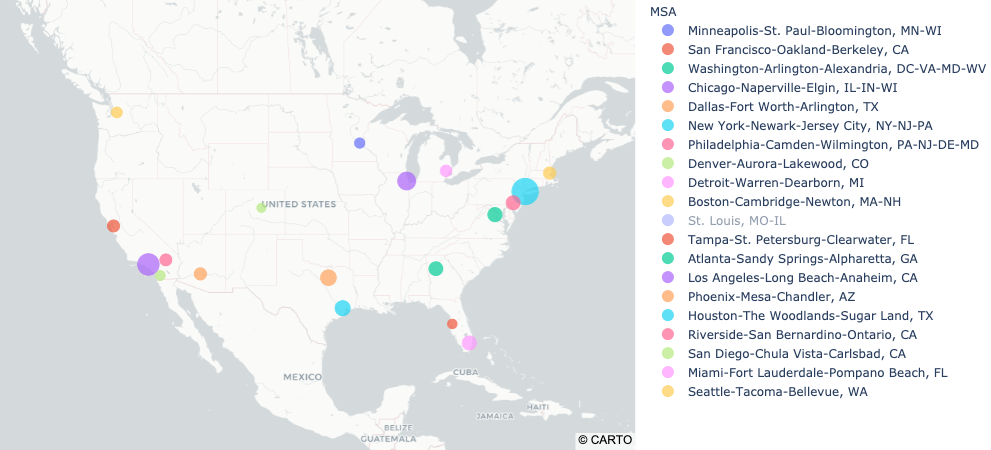 MSA
Minneapolis-St. Paul-Bloomington, MN-WI
San Francisco-Oakland-Berkeley, CA
Washington-Arlington-Alexandria, DC-VA-MD-WV
Chicago-Naperville-Elgin, IL-IN-WI
Dallas-Fort Worth-Arlington, TX
New York-Newark-Jersey City, NY-NJ-PA
Philadelphia-Camden-Wilmington, PA-NJ-DE-MD
Denver-Aurora-Lakewood, CO
Detroit-Warren-Dearborn, MI
Boston-Cambridge-Newton, MA-NH
St. Louis, MO-IL
Tampa-St. Petersburg-Clearwater, FL
Atlanta-Sandy Springs-Alpharetta, GA
Los Angeles-Long Beach-Anaheim, CA
Phoenix-Mesa-Chandler, AZ
Houston-The Woodlands-Sugar Land, TX
Riverside-San Bernardino-Ontario, CA
San Diego-Chula Vista-Carlsbad, CA
Miami-Fort Lauderdale-Pompano Beach, FL
Seattle-Tacoma-Bellevue, WA
UNITED STATES
MEXICO
CUBA
HAITI
JAMAICA
BELIZE
GUATEMALA
© CARTO